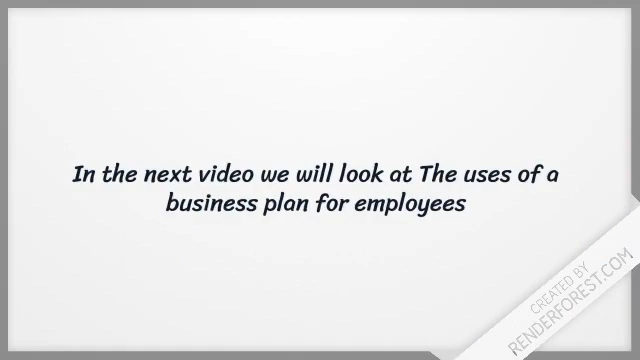 In the next video we will look at The uses of a
business plan for employees
CREATED BY
RENDERFOREST.COM